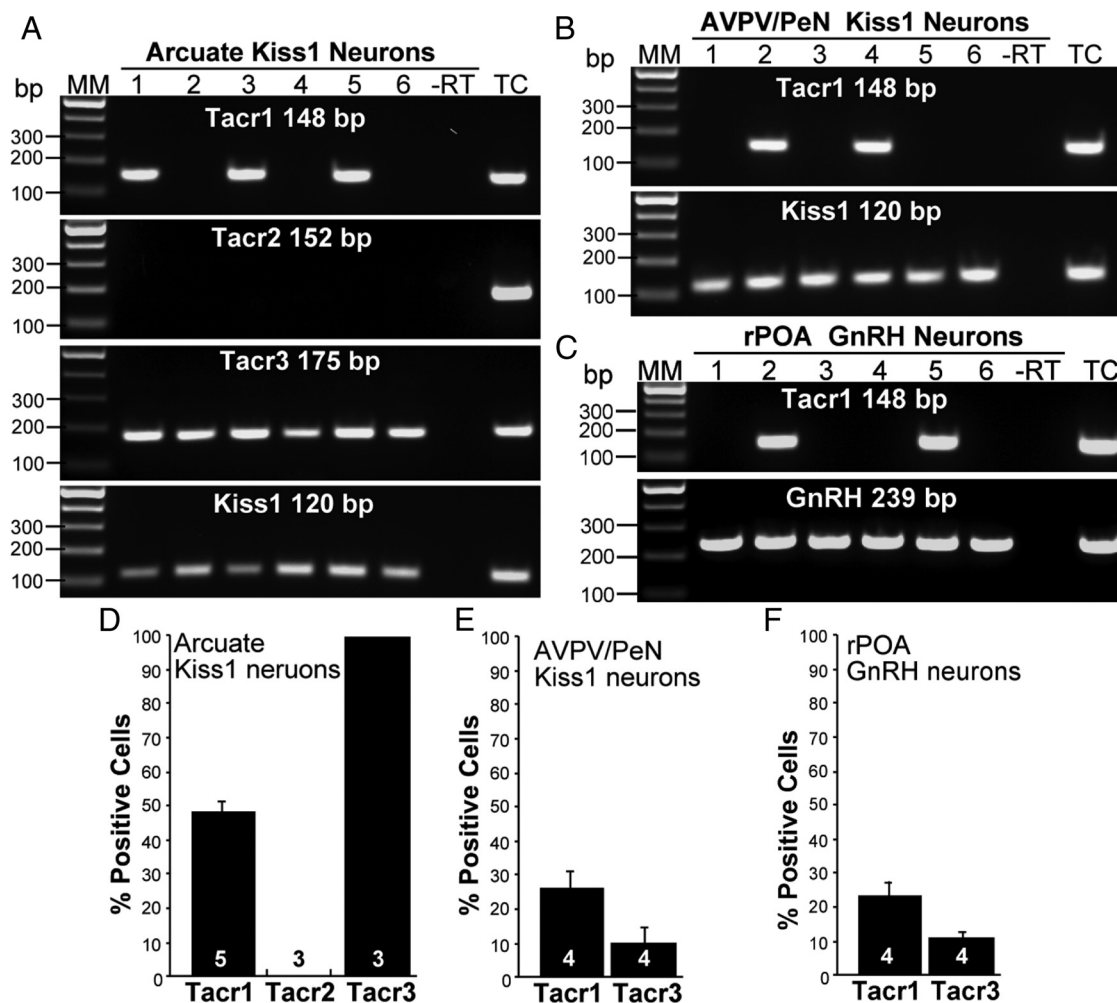 A
Arcuate Kiss1 Neurons
bp MM 1 2 3 4 5 6 -RT TC
Tacr1 148 bp
300
200
100
Tacr2 152 bp
300
200
100
Tacr3 175 bp
300
200
100
Kiss1 120 bp
300
200
100
B
AVPV/PeN Kiss1 Neurons
bp MM 1 2 3 4 5 6 -RT TC
Tacr1 148 bp
300
200
100
Kiss1 120 bp
300
200
100
C
rPOA GnRH Neurons
bp MM 1 2 3 4 5 6 -RT TC
Tacr1 148 bp
300
200
100
GnRH 239 bp
300
200
100
D
Arcuate
Kiss1 neruons
% Positive Cells
100
90
80
70
60
50
40
30
20
10
0
5 3 3
Tacr1 Tacr2 Tacr3
E
AVPV/PeN
Kiss1 neurons
% Positive Cells
100
90
80
70
60
50
40
30
20
10
0
4 4
Tacr1 Tacr3
F
rPOA
GnRH neurons
% Positive Cells
100
90
80
70
60
50
40
30
20
10
0
4 4
Tacr1 Tacr3